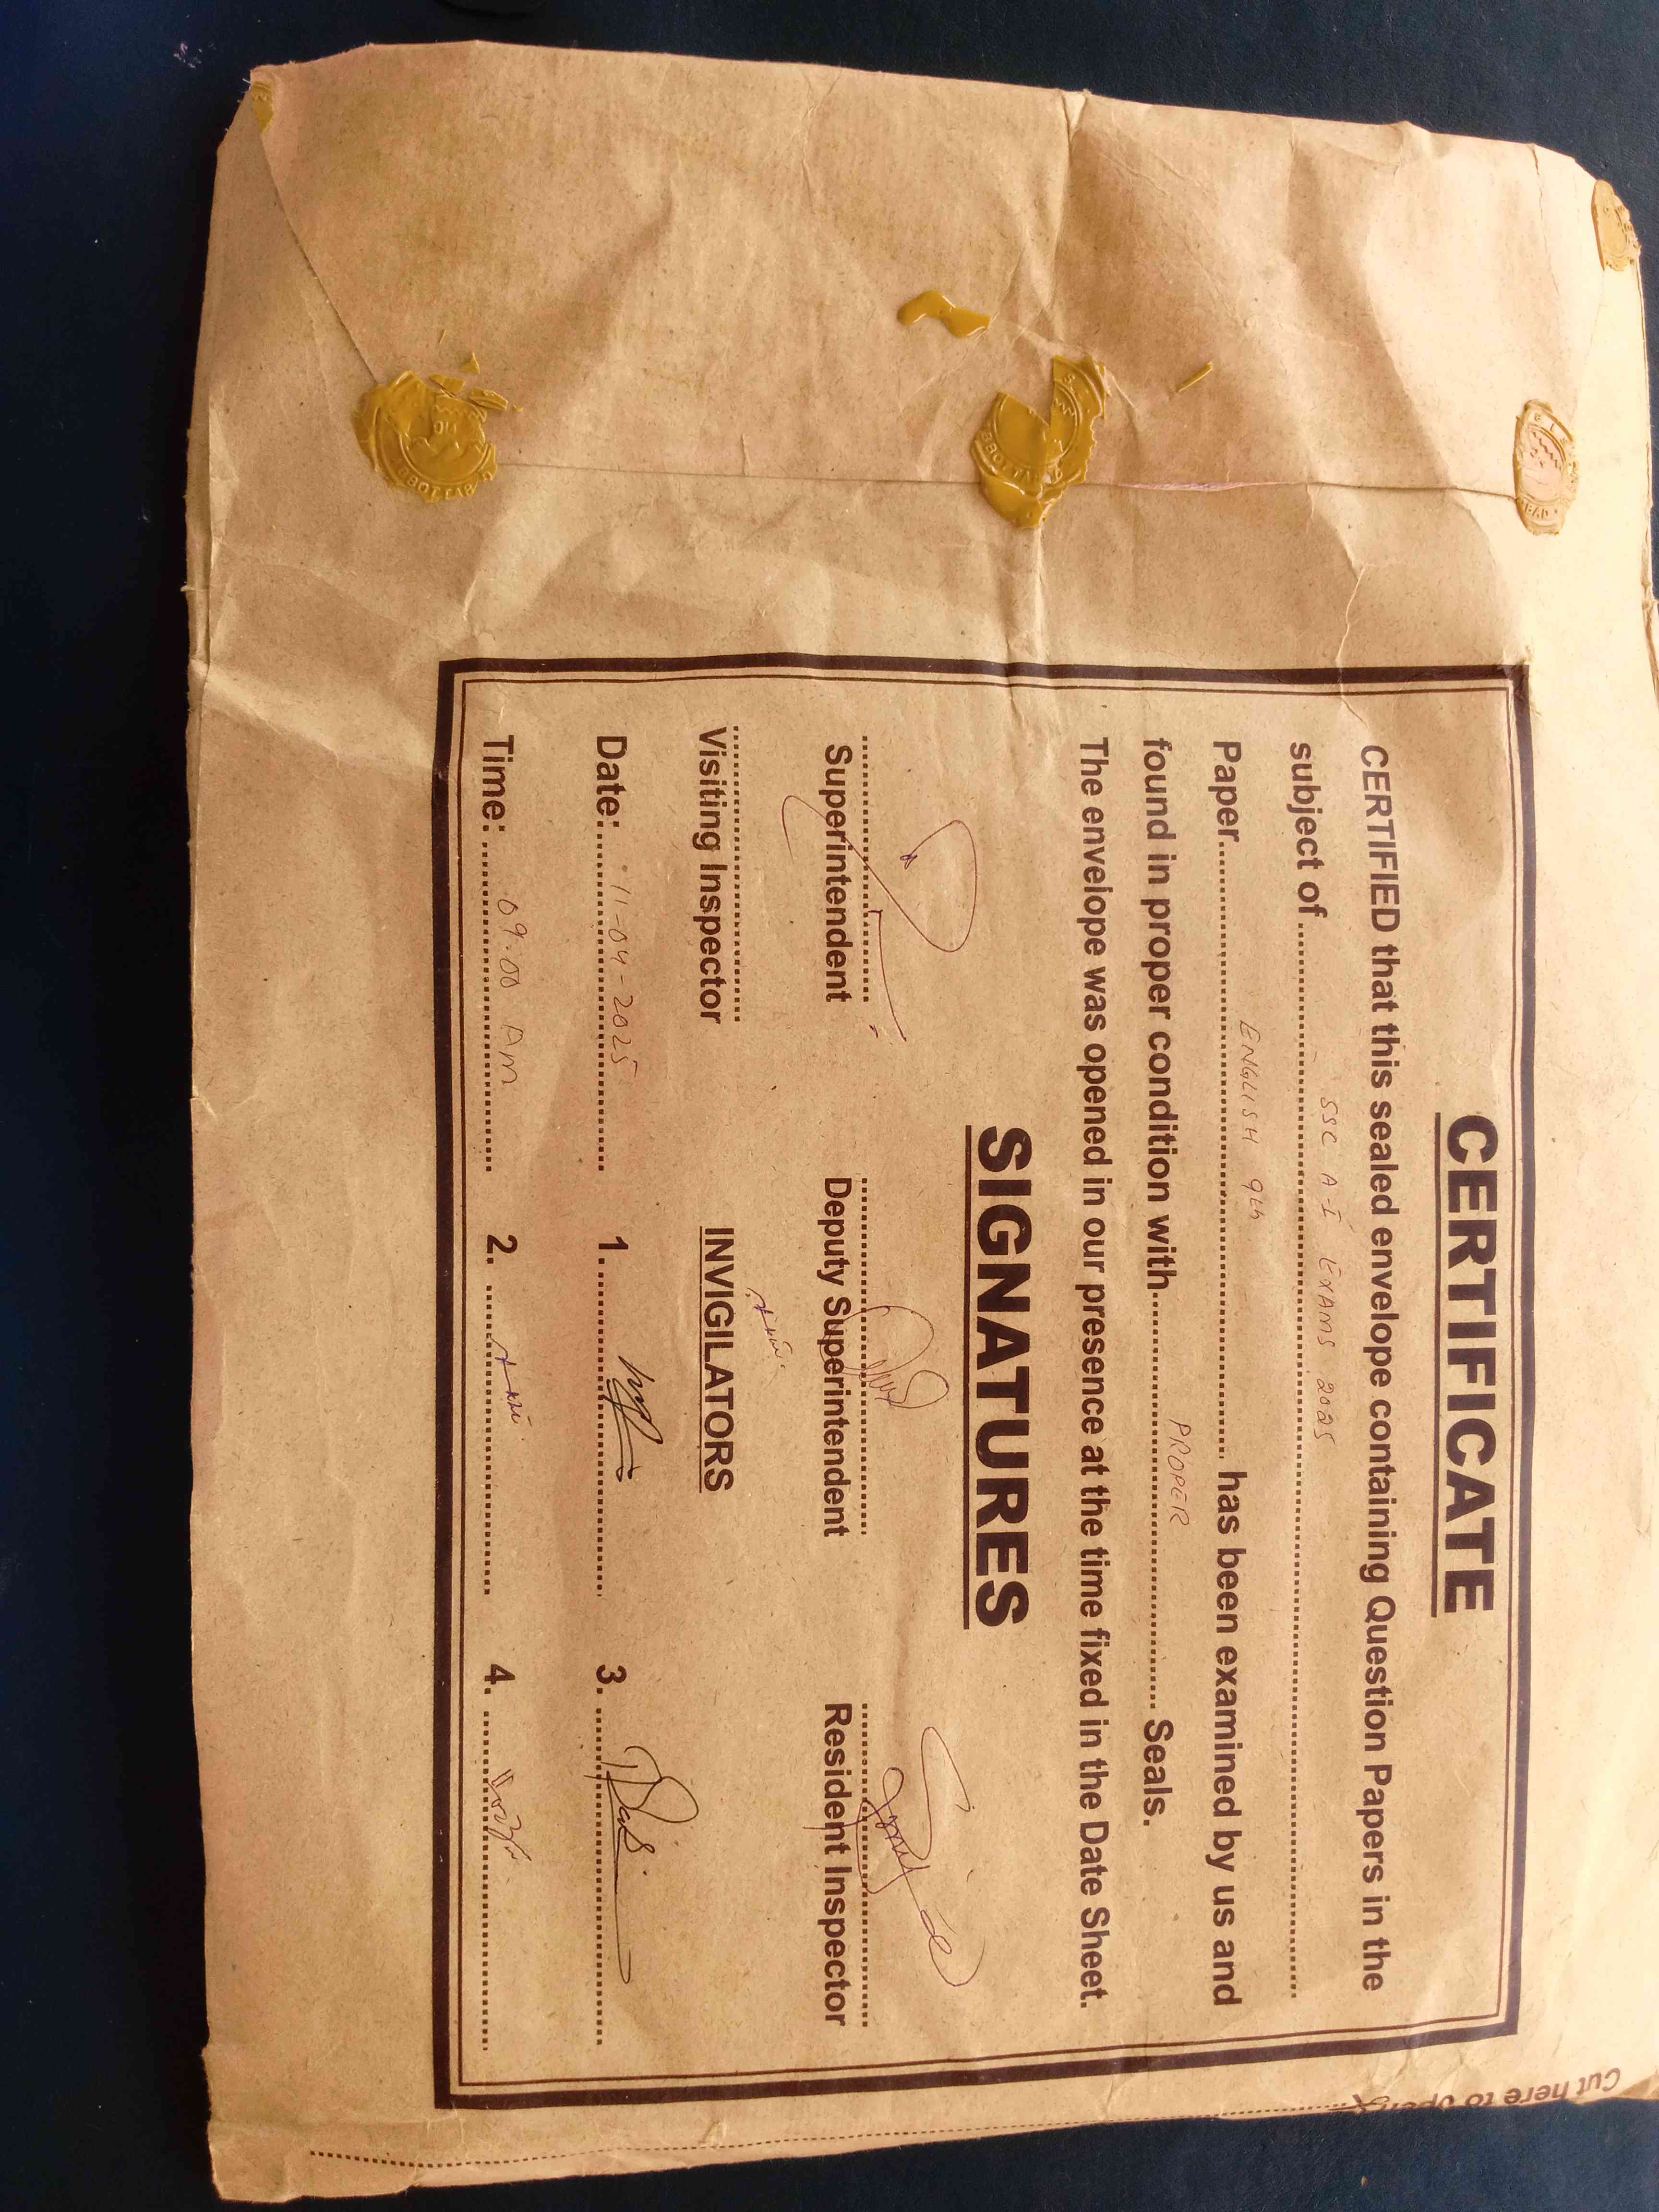 CERTIFICATE
CERTIFIED that this sealed envelope containing Question Papers in the
subject of SSC A-I EXAMS 2025
Paper ENGLISH 9th has been examined by us and
found in proper condition with PROPER Seals.
The envelope was opened in our presence at the time fixed in the Date Sheet.
SIGNATURES
Superintendent Deputy Superintendent Resident Inspector
Visiting Inspector INVIGILATORS
Date: 11-04-2025 1. 3.
Time: 09:00 Am 2. 4.
Cut here to open